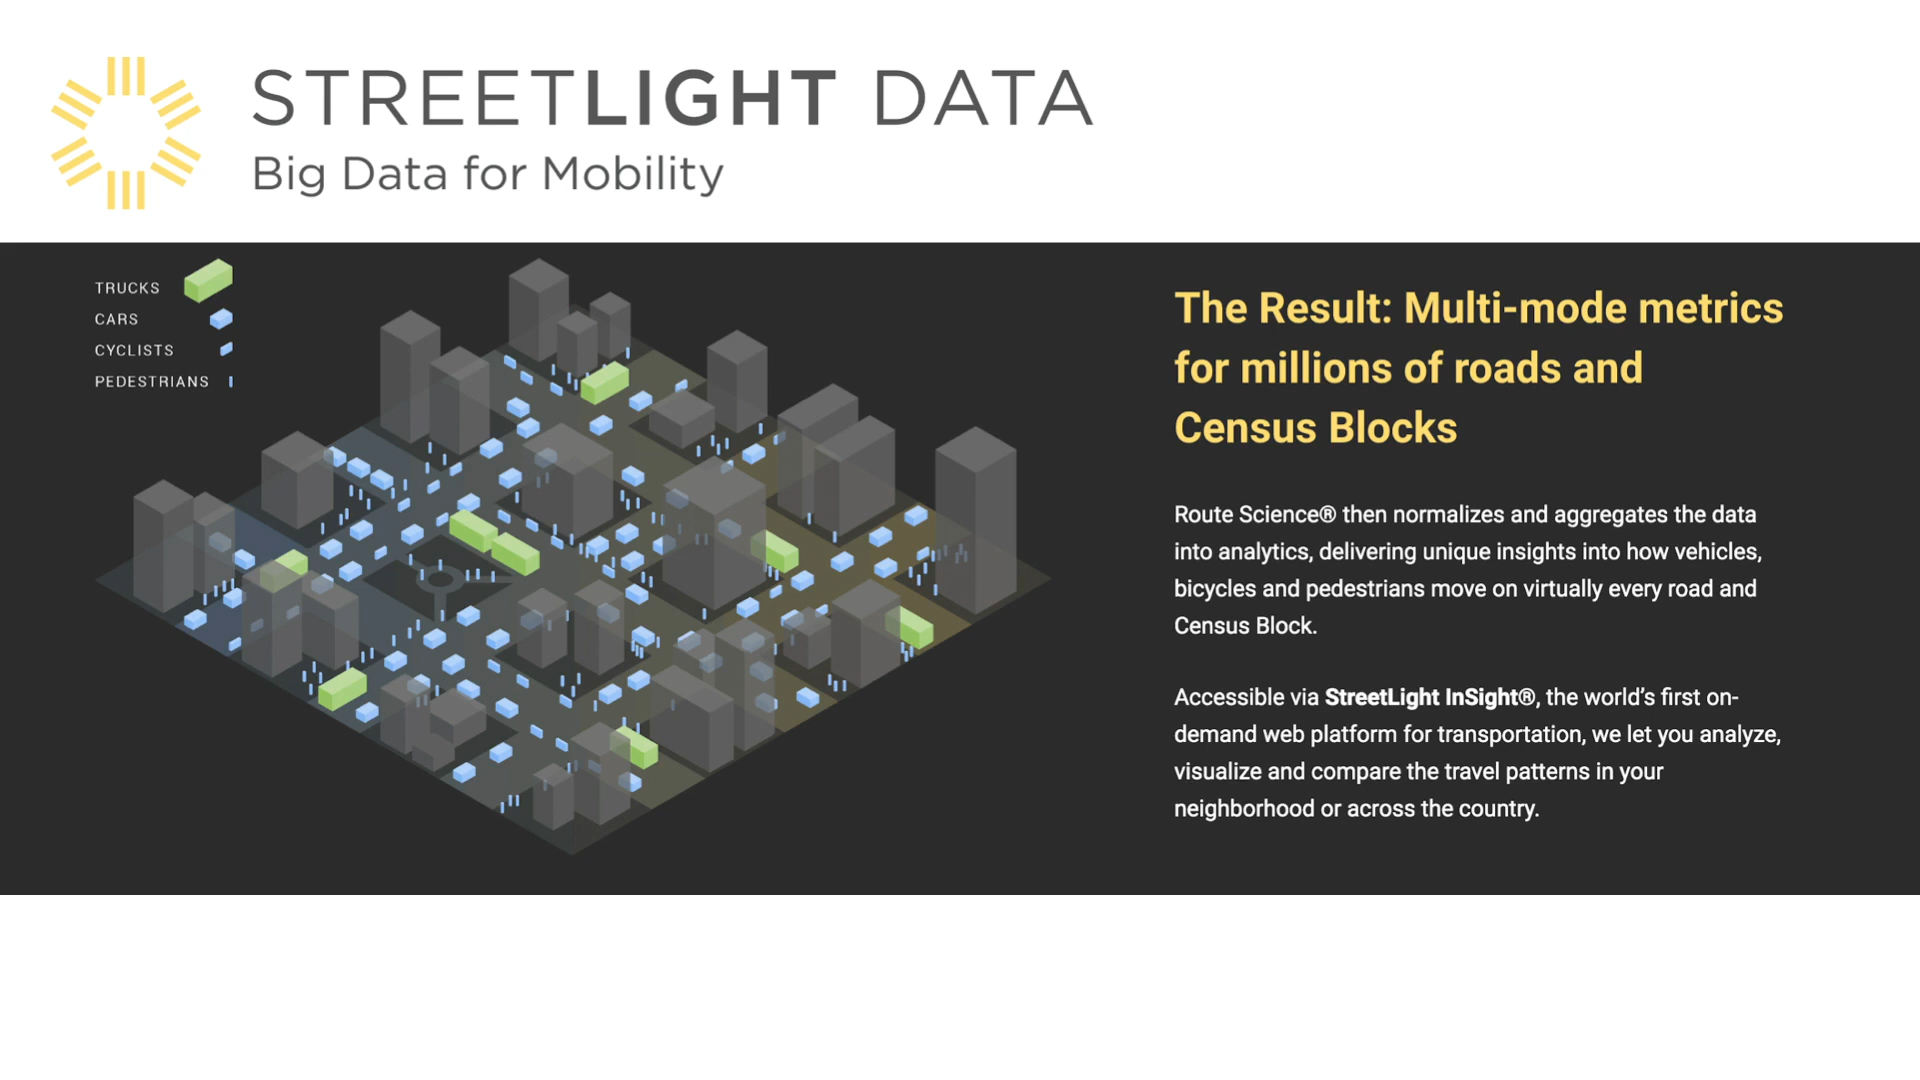 STREETLIGHT DATA
Big Data for Mobility
TRUCKS
CARS
CYCLISTS
PEDESTRIANS
The Result: Multi-mode metrics
for millions of roads and
Census Blocks
Route Science® then normalizes and aggregates the data
into analytics, delivering unique insights into how vehicles,
bicycles and pedestrians move on virtually every road and
Census Block.
Accessible via StreetLight InSight®, the world’s first on-
demand web platform for transportation, we let you analyze,
visualize and compare the travel patterns in your
neighborhood or across the country.